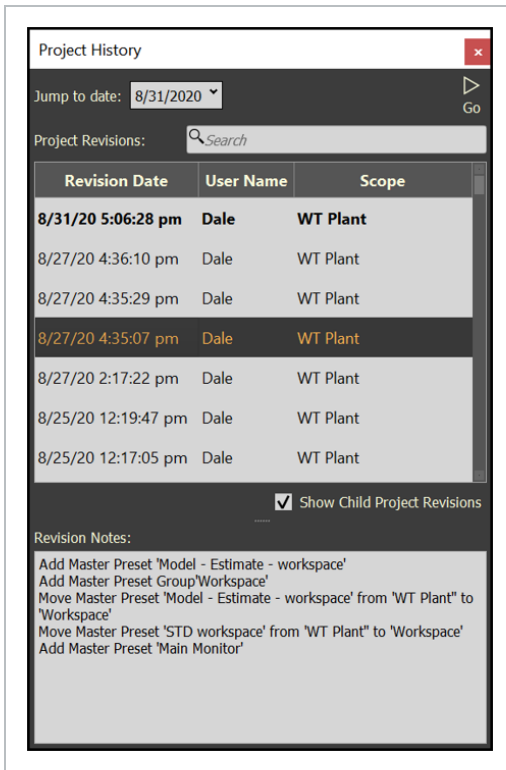 Project History
Jump to date: 8/31/2020
Go
Project Revisions: Search
Revision Date User Name Scope
8/31/20 5:06:28 pm Dale WT Plant
8/27/20 4:36:10 pm Dale WT Plant
8/27/20 4:35:29 pm Dale WT Plant
8/27/20 4:35:07 pm Dale WT Plant
8/27/20 2:17:22 pm Dale WT Plant
8/25/20 12:19:47 pm Dale WT Plant
8/25/20 12:17:05 pm Dale WT Plant
Show Child Project Revisions
Revision Notes:
Add Master Preset 'Model - Estimate - workspace'
Add Master Preset Group'Workspace'
Move Master Preset 'Model - Estimate - workspace' from 'WT Plant" to
'Workspace'
Move Master Preset 'STD workspace' from 'WT Plant" to 'Workspace'
Add Master Preset 'Main Monitor'